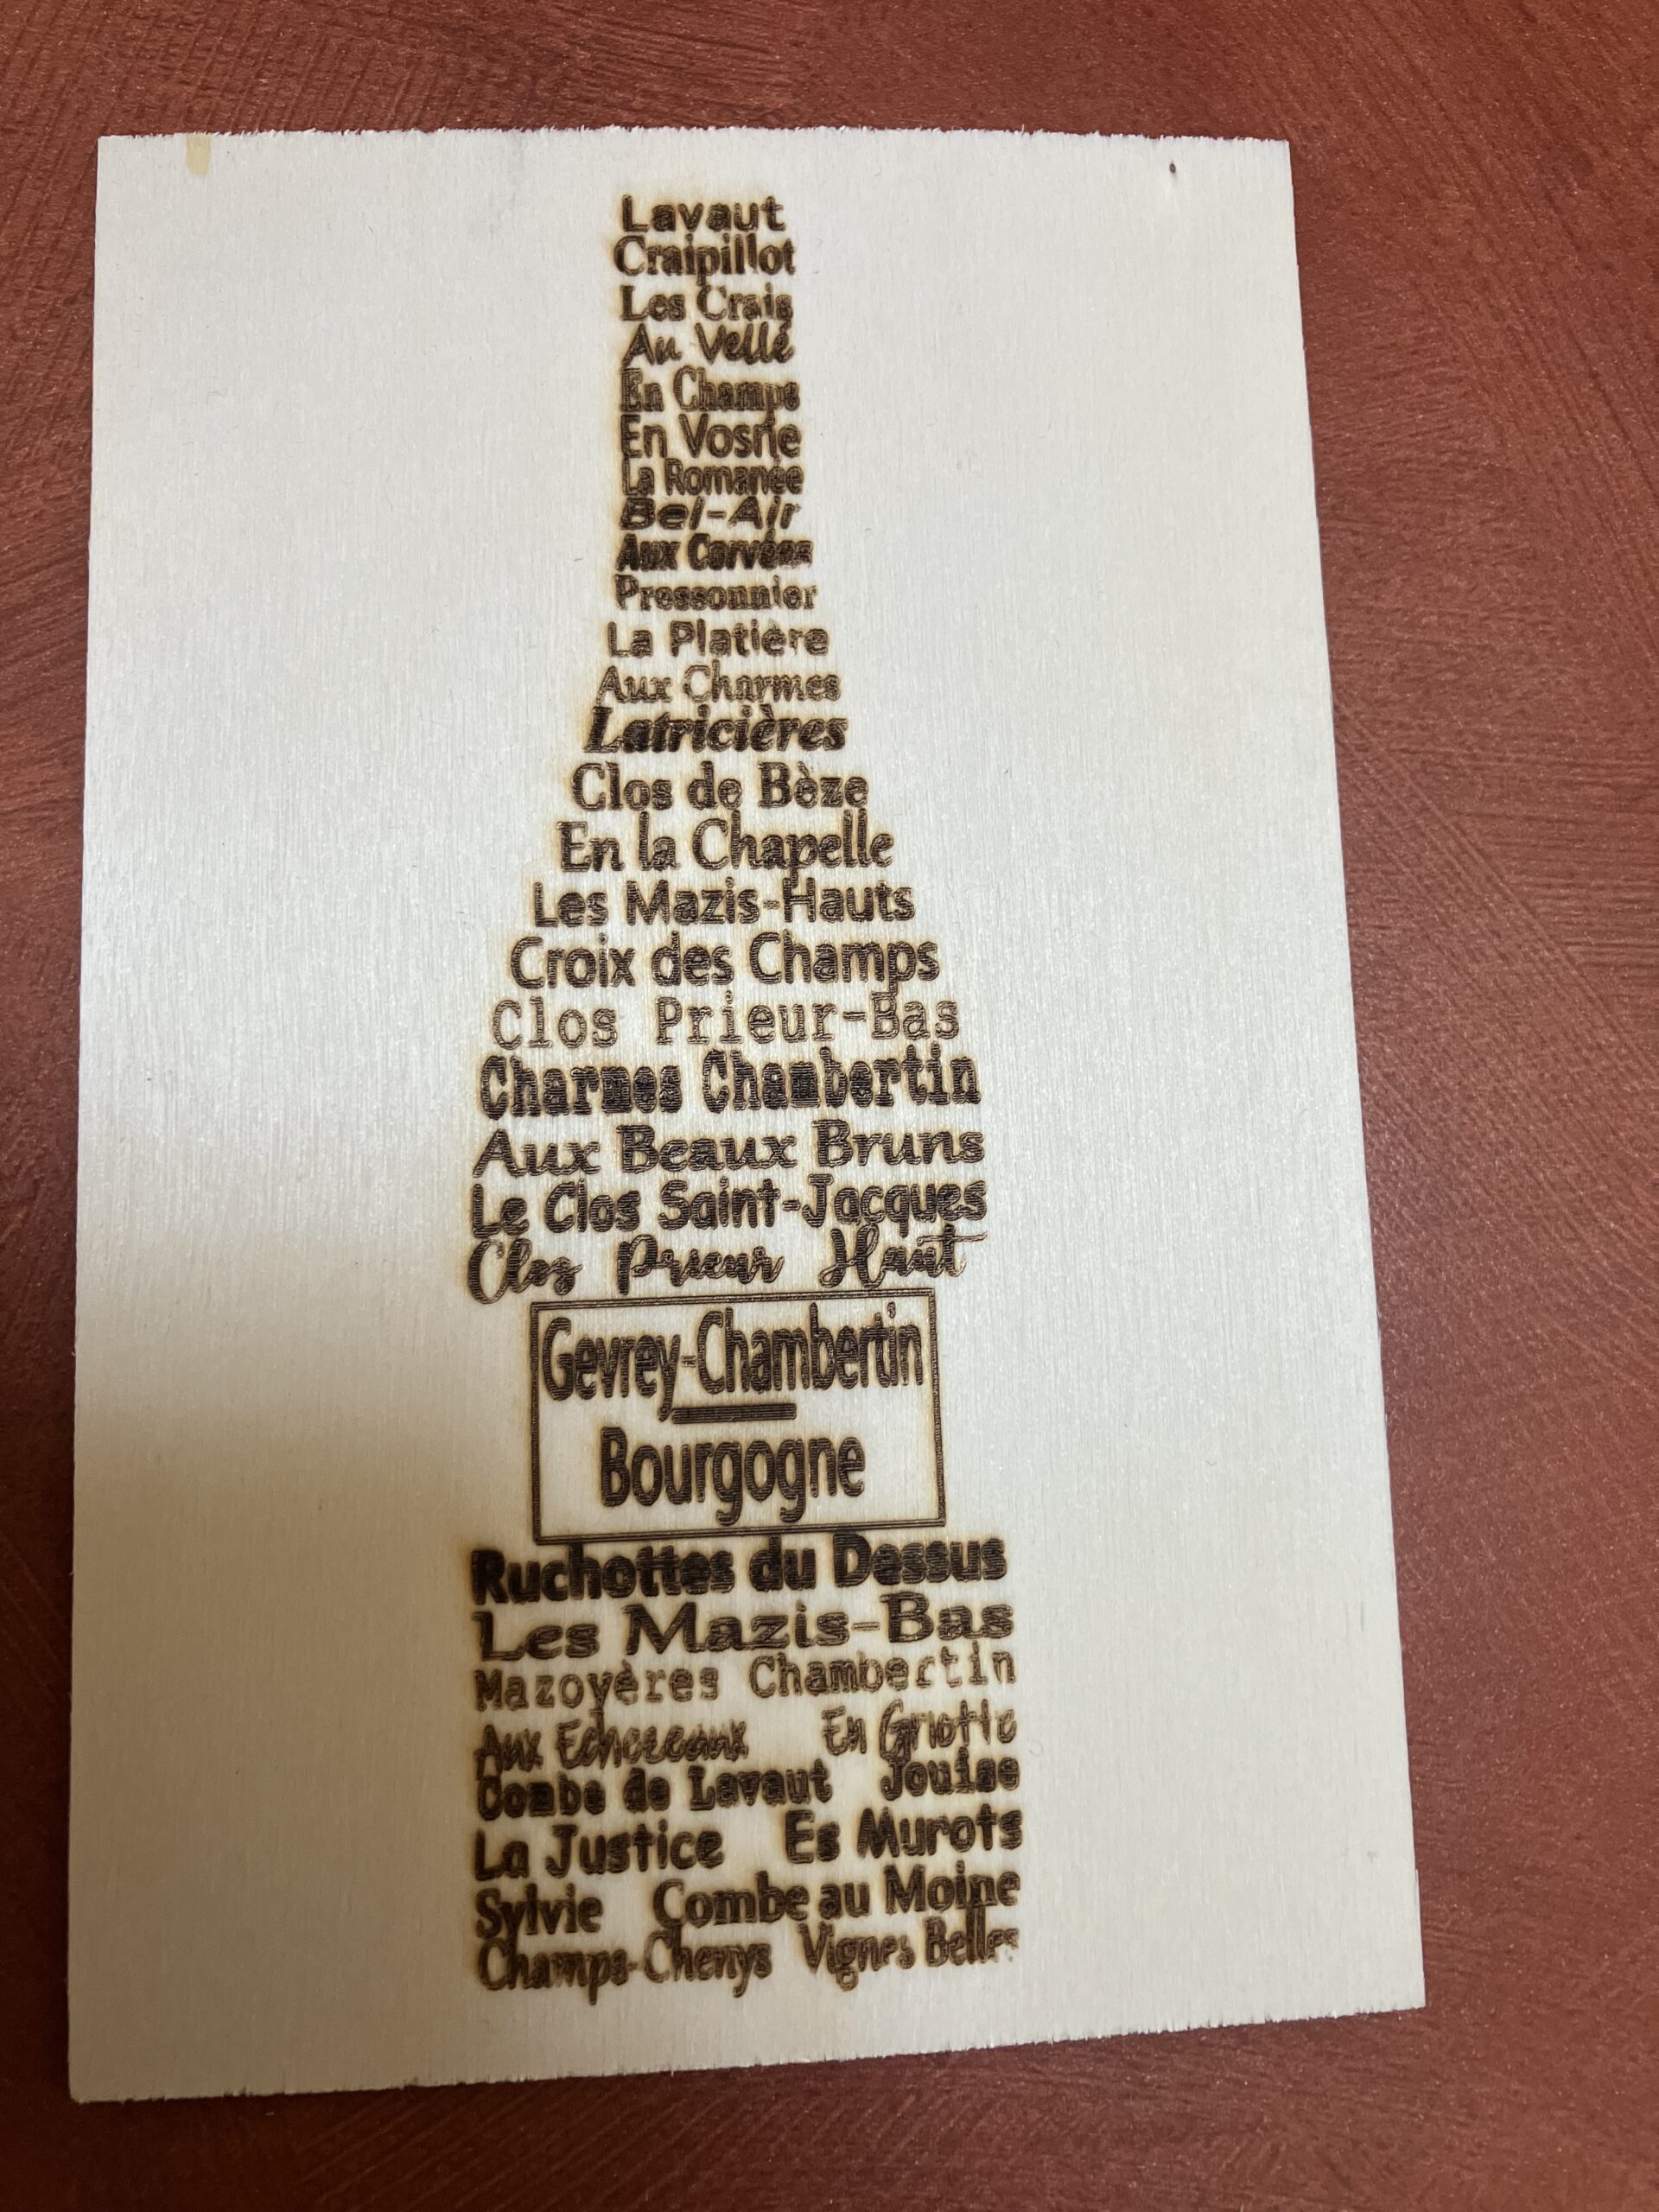 Lavaut
Craipillot
Les Crais
Au Vellé
En Champs
En Vosne
La Romanée
Bel-Air
Aux Corvées
Pressonnier
La Platière
Aux Charmes
Latricières
Clos de Bèze
En la Chapelle
Les Mazis-Hauts
Croix des Champs
Clos Prieur-Bas
Charmes Chambertin
Aux Beaux Bruns
Le Clos Saint-Jacques
Clos Prieur Haut
Gevrey-Chambertin
Bourgogne
Ruchottes du Dessus
Les Mazis-Bas
Mazoyères Chambertin
Aux Echezeaux En Griotte
Combe de Lavaut Jouise
La Justice Es Murots
Sylvie Combe au Moine
Champs-Chenys Vignes Belles